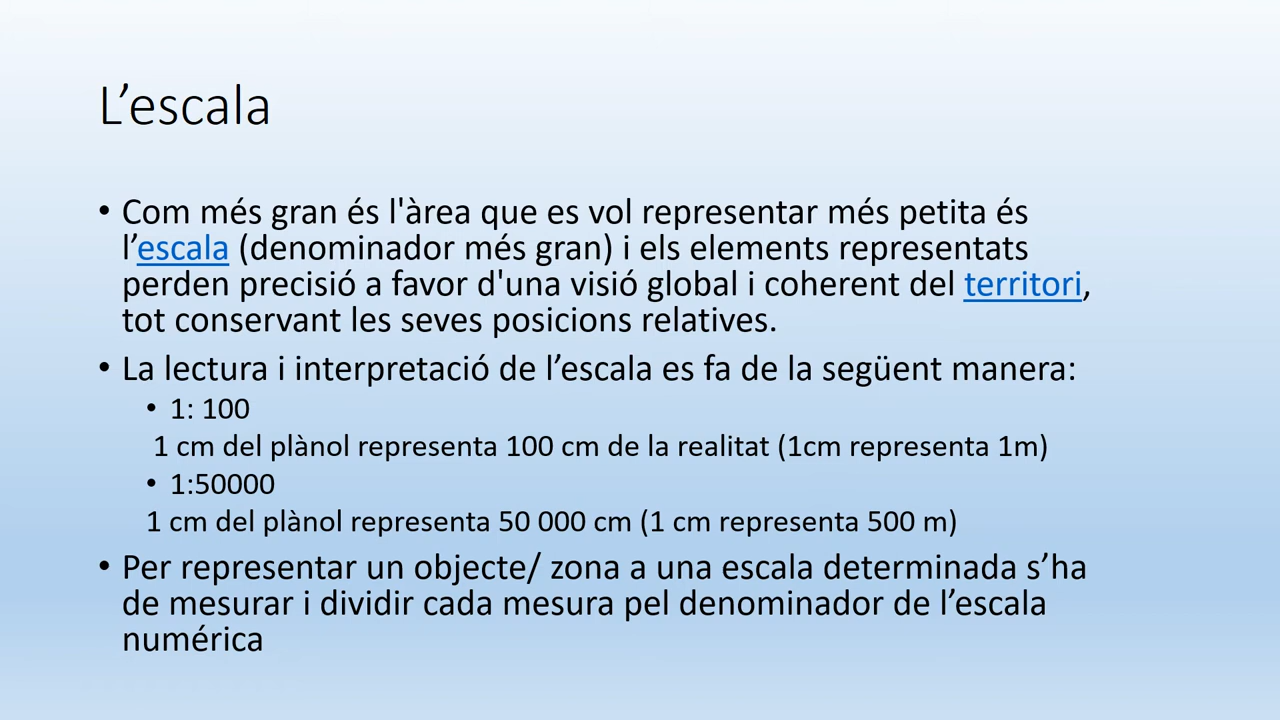 L’escala
• Com més gran és l'àrea que es vol representar més petita és
l’escala (denominador més gran) i els elements representats
perden precisió a favor d'una visió global i coherent del territori,
tot conservant les seves posicions relatives.
• La lectura i interpretació de l’escala es fa de la següent manera:
• 1: 100
1 cm del plànol representa 100 cm de la realitat (1cm representa 1m)
• 1:50000
1 cm del plànol representa 50 000 cm (1 cm representa 500 m)
• Per representar un objecte/ zona a una escala determinada s’ha
de mesurar i dividir cada mesura pel denominador de l’escala
numérica